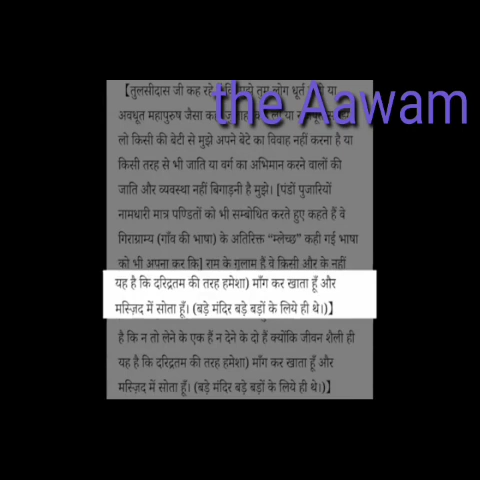 the Aawam
【तुलसीदास जी कह रहे तुम लोग धूर्त या
अवधूत महापुरुष जैसा
लो किसी की बेटी से मुझे अपने बेटे का विवाह नहीं करना है या
किसी तरह से भी जाति या वर्ग का अभिमान करने वालों की
जाति और व्यवस्था नहीं बिगाड़नी है मुझे। [पंडों पुजारियों
नामधारी मात्र पण्डितों को भी सम्बोधित करते हुए कहते हैं वे
गिराग्राम्य (गाँव की भाषा) के अतिरिक्त “म्लेच्छ” कही गई भाषा
को भी अपना कर कि] राम के ग़ुलाम हैं वे किसी और के नहीं
यह है कि दरिद्रतम की तरह हमेशा) माँग कर खाता हूँ और
मस्ज़िद में सोता हूँ। (बड़े मंदिर बड़े बड़ों के लिये ही थे।)】
है कि न तो लेने के एक हैं न देने के दो हैं क्योंकि जीवन शैली ही
यह है कि दरिद्रतम की तरह हमेशा) माँग कर खाता हूँ और
मस्ज़िद में सोता हूँ। (बड़े मंदिर बड़े बड़ों के लिये ही थे।)】